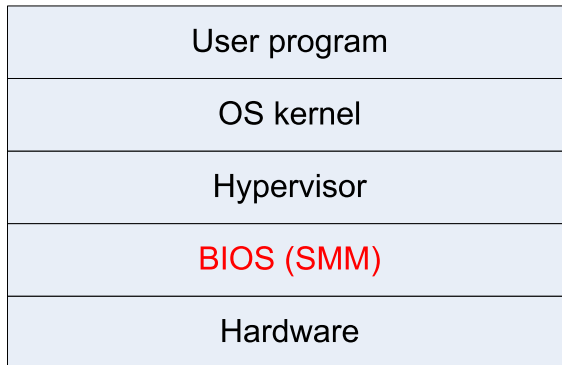 User program
OS kernel
Hypervisor
BIOS (SMM)
Hardware